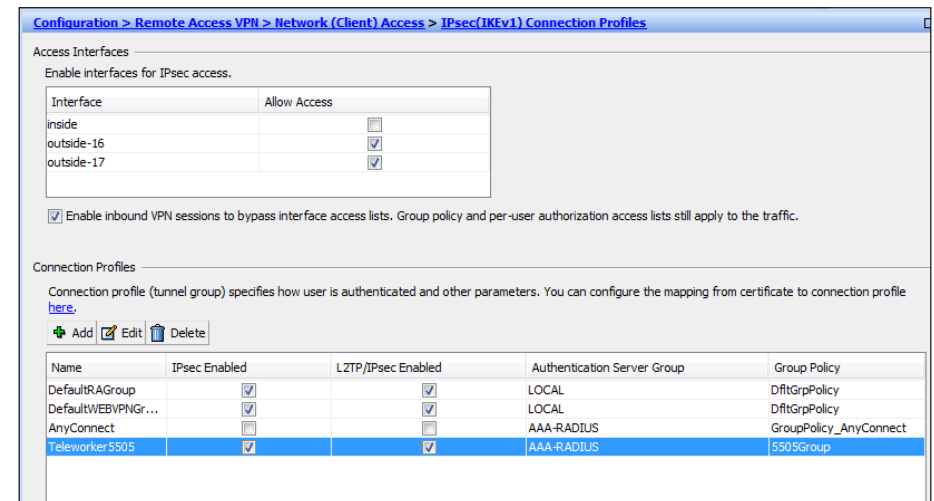 Configuration > Remote Access VPN > Network (Client) Access > IPsec(IKEv1) Connection Profiles
Access Interfaces
Enable interfaces for IPsec access.
Interface Allow Access
inside
outside-16
outside-17
Enable inbound VPN sessions to bypass interface access lists. Group policy and per-user authorization access lists still apply to the traffic.
Connection Profiles
Connection profile (tunnel group) specifies how user is authenticated and other parameters. You can configure the mapping from certificate to connection profile
here.
Add Edit Delete
Name IPsec Enabled L2TP/IPsec Enabled Authentication Server Group Group Policy
DefaultRAGroup LOCAL DfltGrpPolicy
DefaultWEBVPNGr... LOCAL DfltGrpPolicy
AnyConnect AAA-RADIUS GroupPolicy_AnyConnect
Teleworker5505 AAA-RADIUS 5505Group